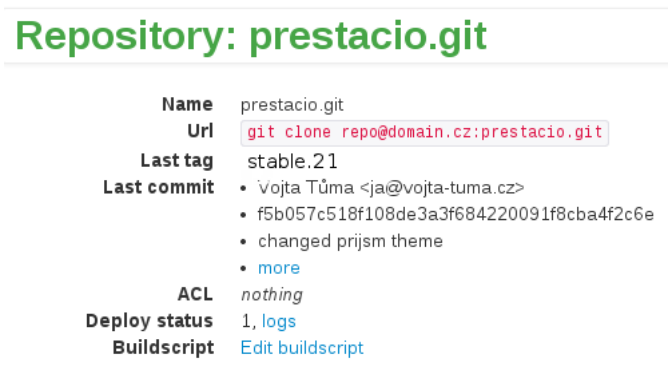 Repository: prestacio.git
Name prestacio.git
Url git clone repo@domain.cz:prestacio.git
Last tag stable.21
Last commit • Vojta Tůma <ja@vojta-tuma.cz>
• f5b057c518f108de3a3f684220091f8cba4f2c6e
• changed prijsm theme
• more
ACL nothing
Deploy status 1, logs
Buildscript Edit buildscript